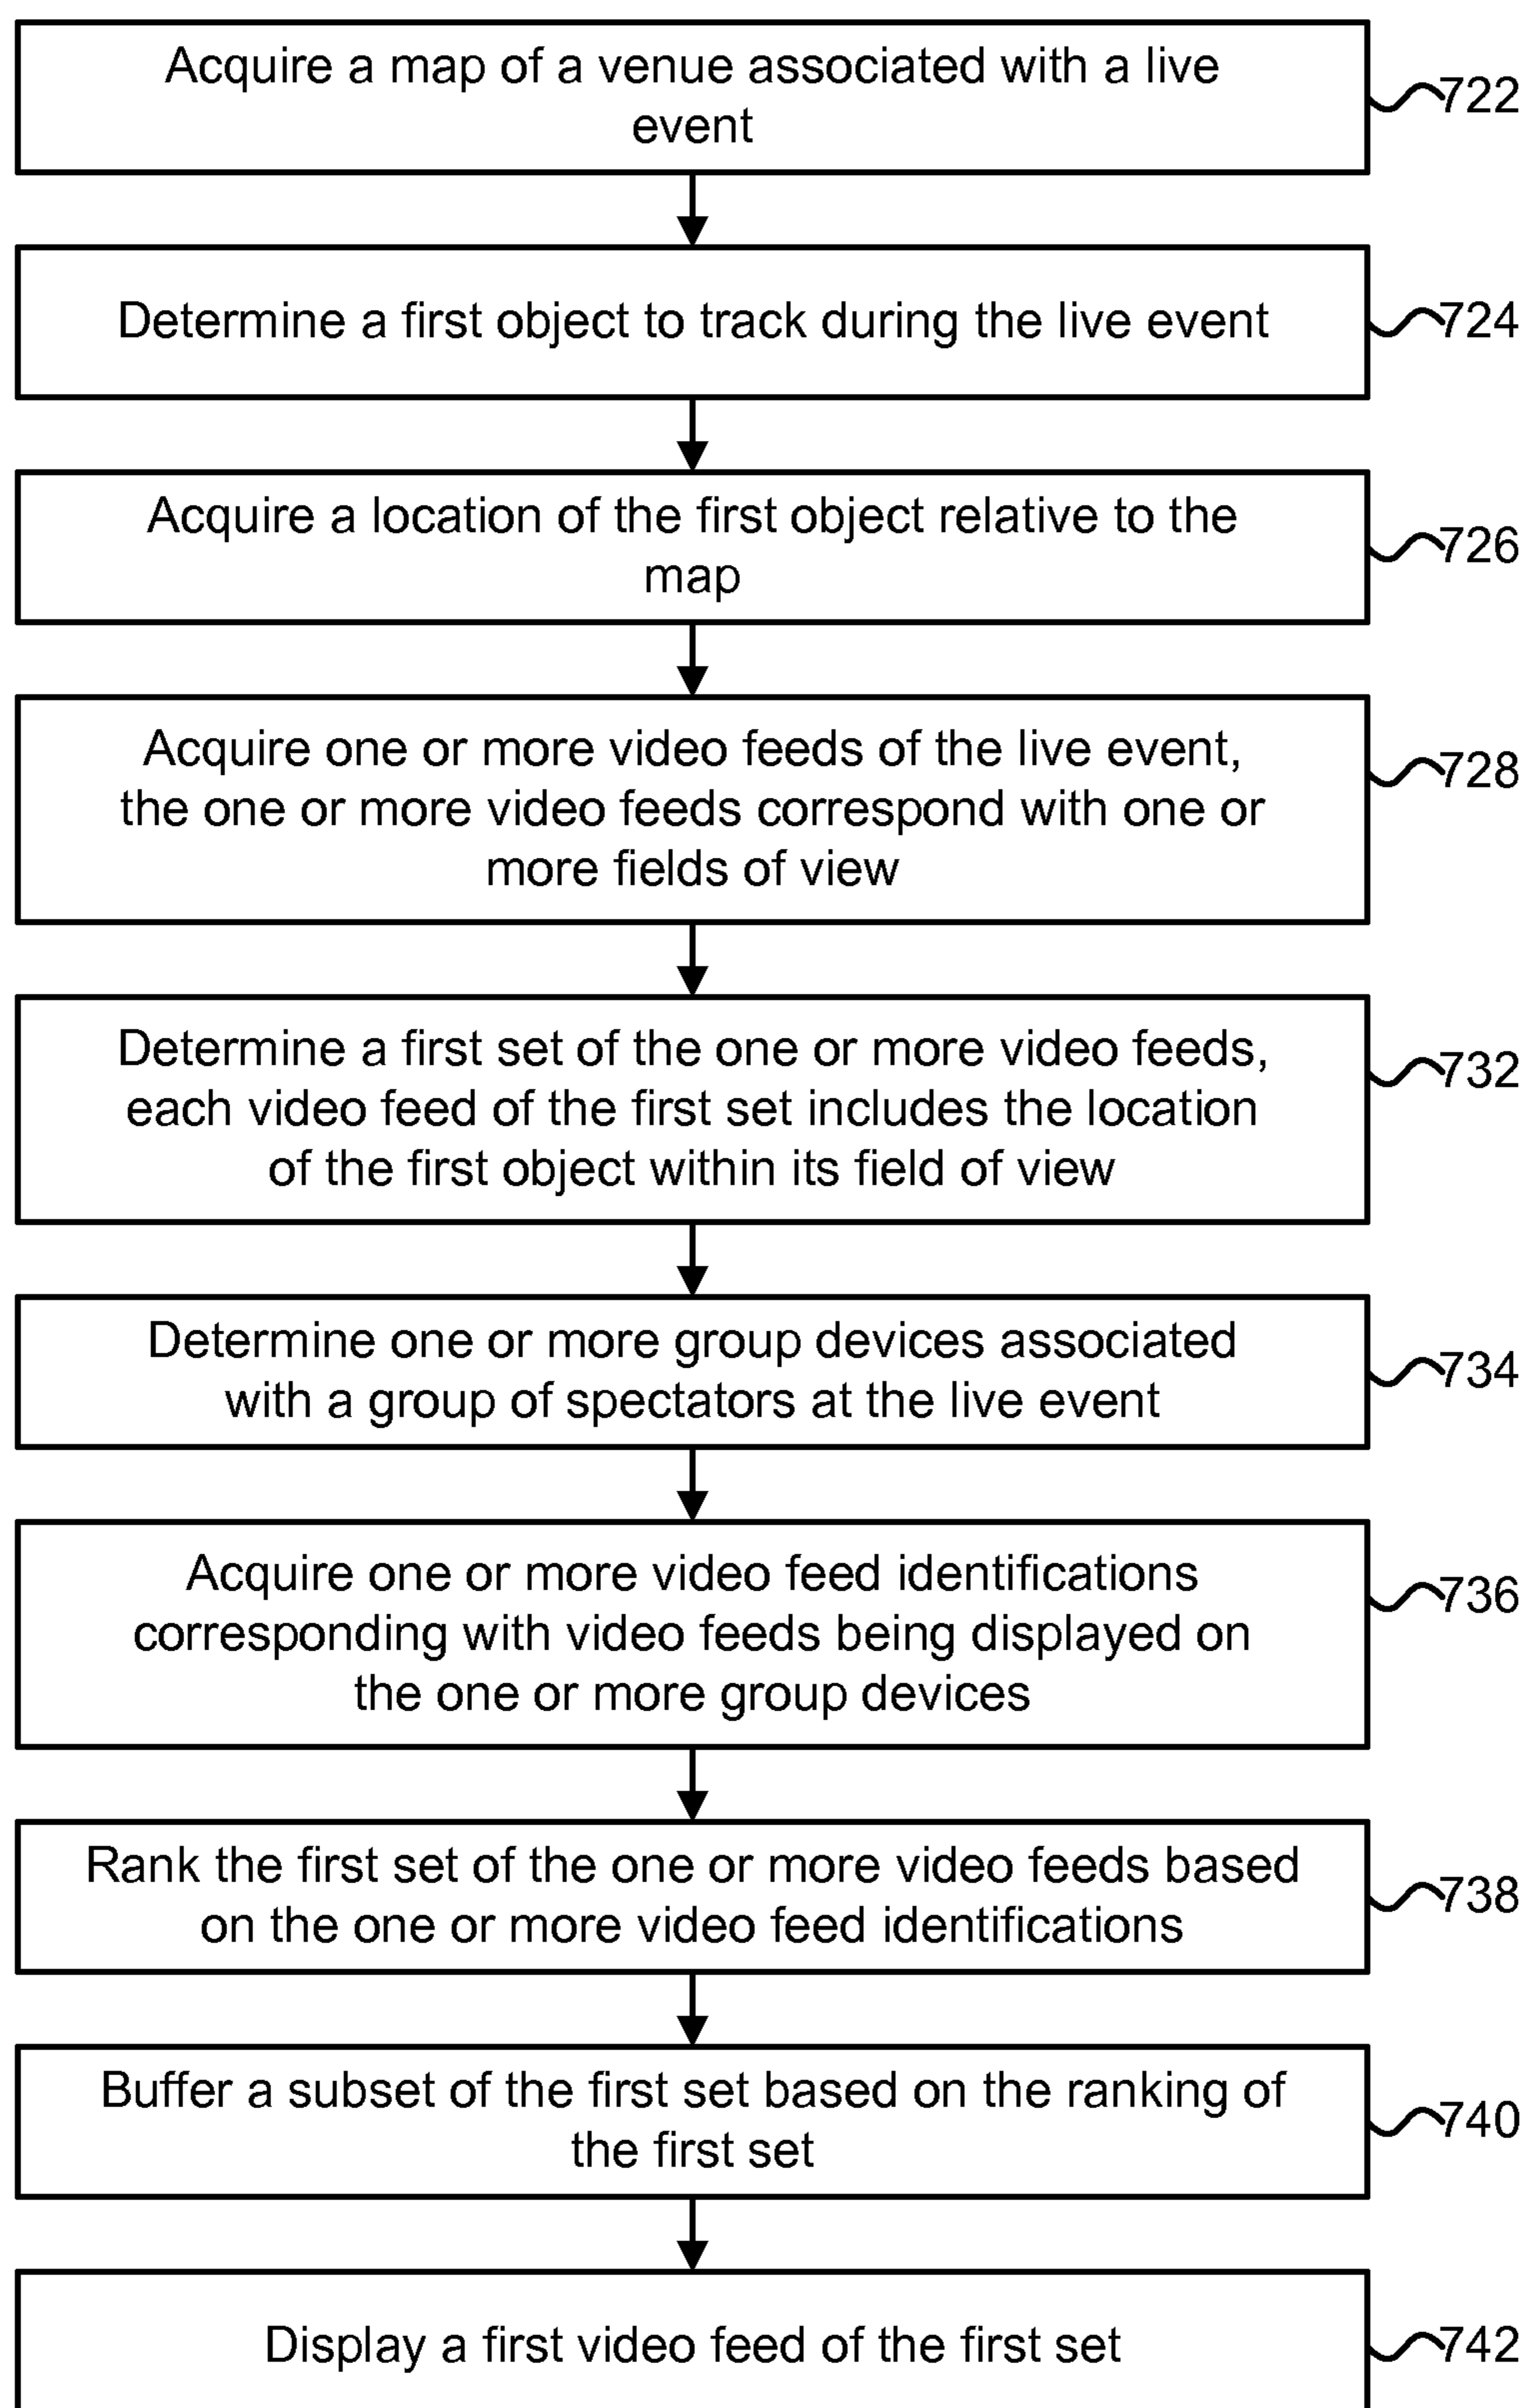 Acquire a map of a venue associated with a live
event
722
Determine a first object to track during the live event
724
Acquire a location of the first object relative to the
map
726
Acquire one or more video feeds of the live event,
the one or more video feeds correspond with one or
more fields of view
728
Determine a first set of the one or more video feeds,
each video feed of the first set includes the location
of the first object within its field of view
732
Determine one or more group devices associated
with a group of spectators at the live event
734
Acquire one or more video feed identifications
corresponding with video feeds being displayed on
the one or more group devices
736
Rank the first set of the one or more video feeds based
on the one or more video feed identifications
738
Buffer a subset of the first set based on the ranking of
the first set
740
Display a first video feed of the first set
742